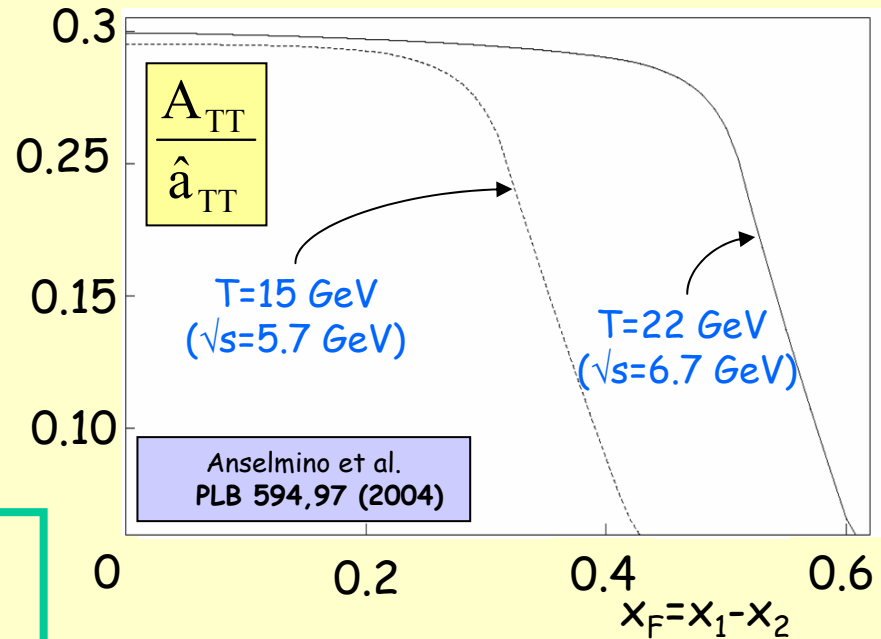 0.3
A_TT
â_TT
0.25
T=15 GeV
(√s=5.7 GeV)
0.15
T=22 GeV
(√s=6.7 GeV)
0.10
Anselmino et al.
PLB 594,97 (2004)
0 0.2 0.4 0.6
x_F=x_1-x_2